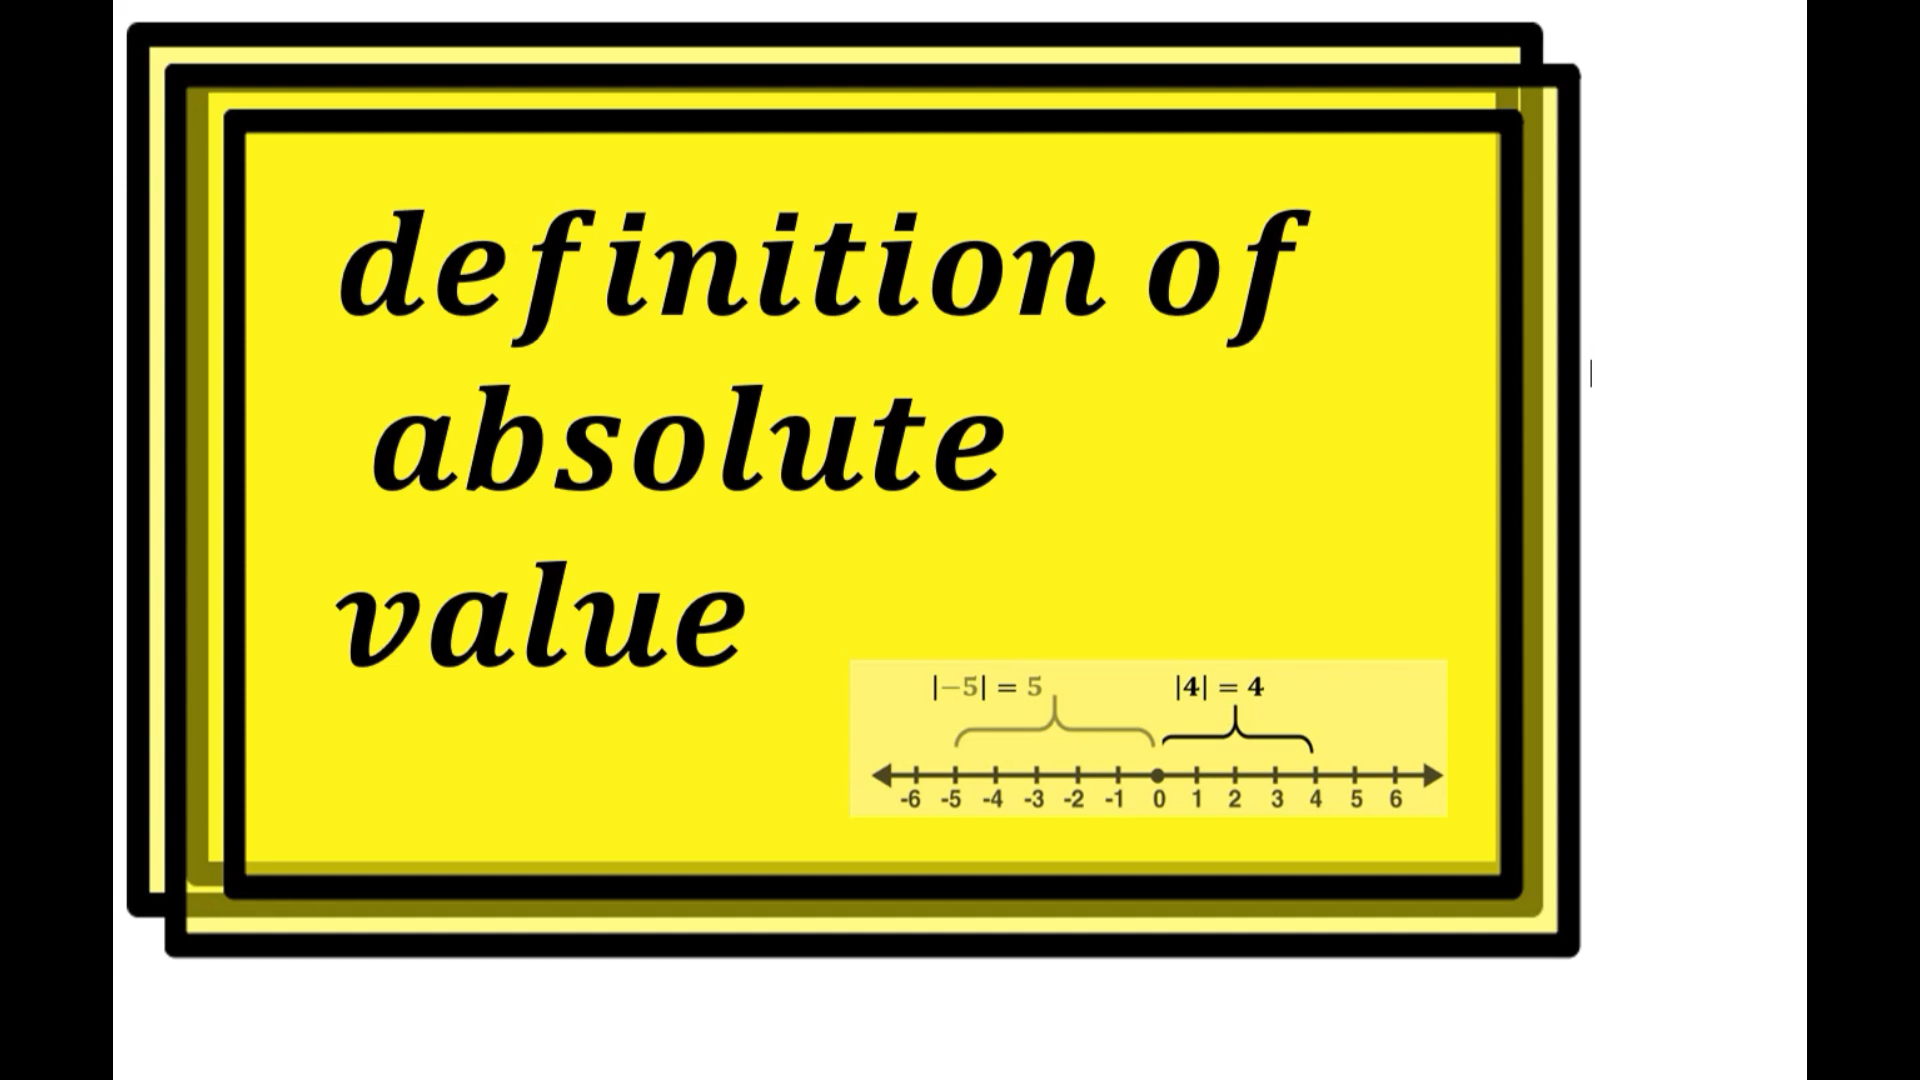 definition of
absolute
value
|−5| = 5 |4| = 4
-6 -5 -4 -3 -2 -1 0 1 2 3 4 5 6